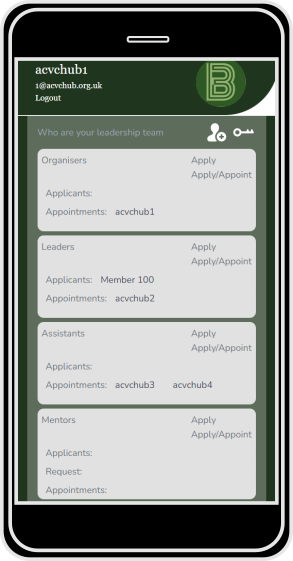 acvchub1
1@acvchub.org.uk
Logout
B
Who are your leadership team
Organisers Apply
Apply/Appoint
Applicants:
Appointments: acvchub1
Leaders Apply
Apply/Appoint
Applicants: Member 100
Appointments: acvchub2
Assistants Apply
Apply/Appoint
Applicants:
Appointments: acvchub3 acvchub4
Mentors Apply
Apply/Appoint
Applicants:
Request:
Appointments: